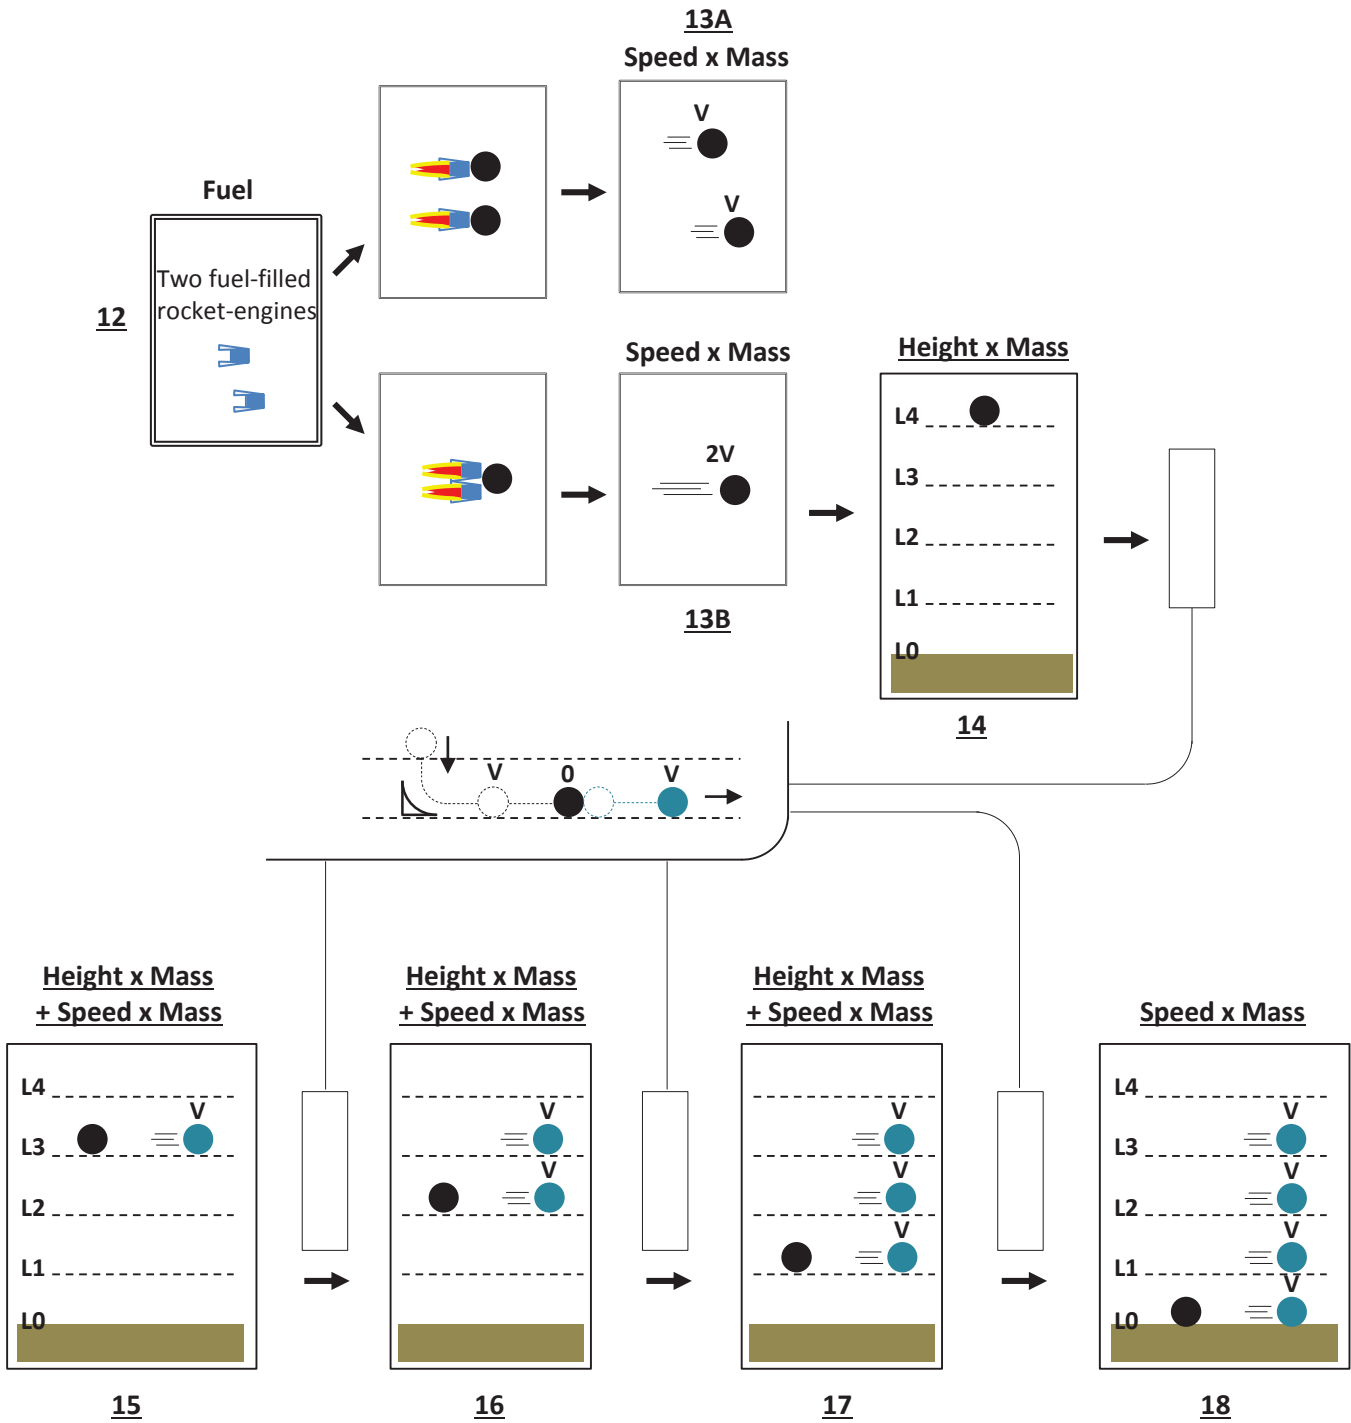 13A
Speed x Mass
V
V
Fuel
Two fuel-filled
rocket-engines
12
Speed x Mass
2V
13B
Height x Mass
L4
L3
L2
L1
L0
14
V
0
V
Height x Mass
+ Speed x Mass
L4
V
L3
L2
L1
L0
15
Height x Mass
+ Speed x Mass
V
V
16
Height x Mass
+ Speed x Mass
V
V
V
17
Speed x Mass
L4
V
L3
V
L2
V
L1
V
L0
18